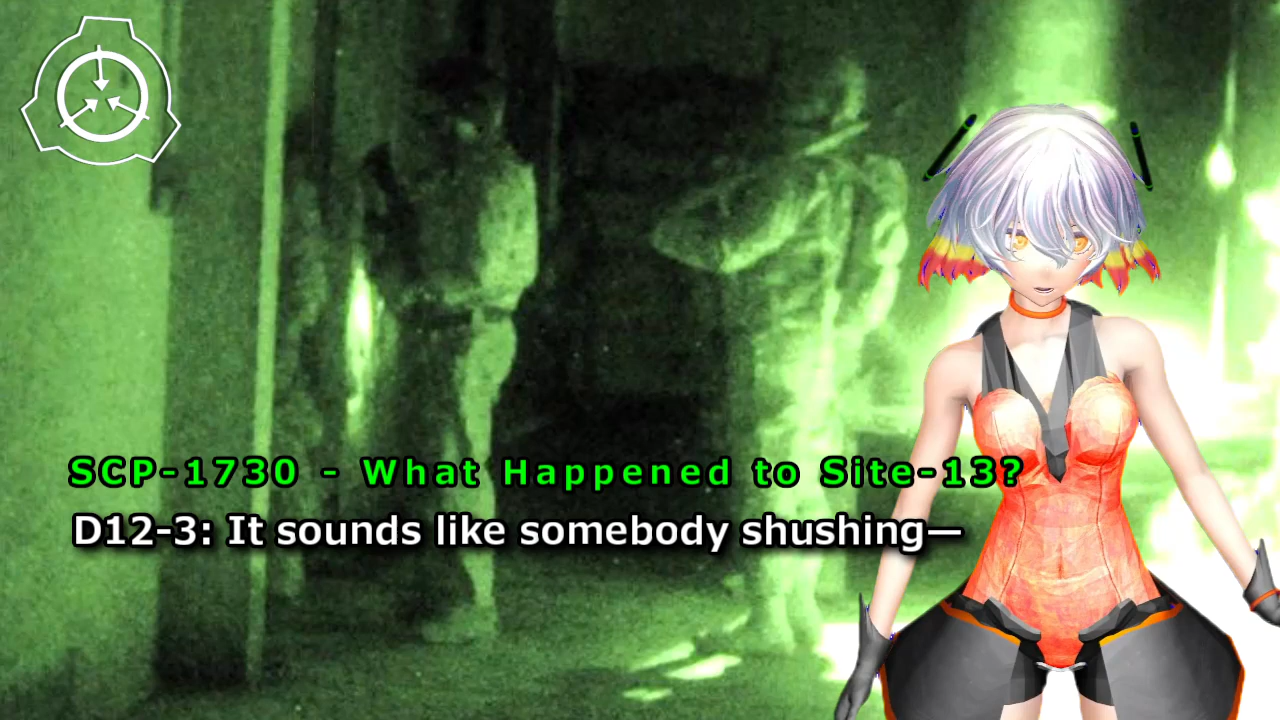 SCP-1730 - What Happened to Site-13?
D12-3: It sounds like somebody shushing—